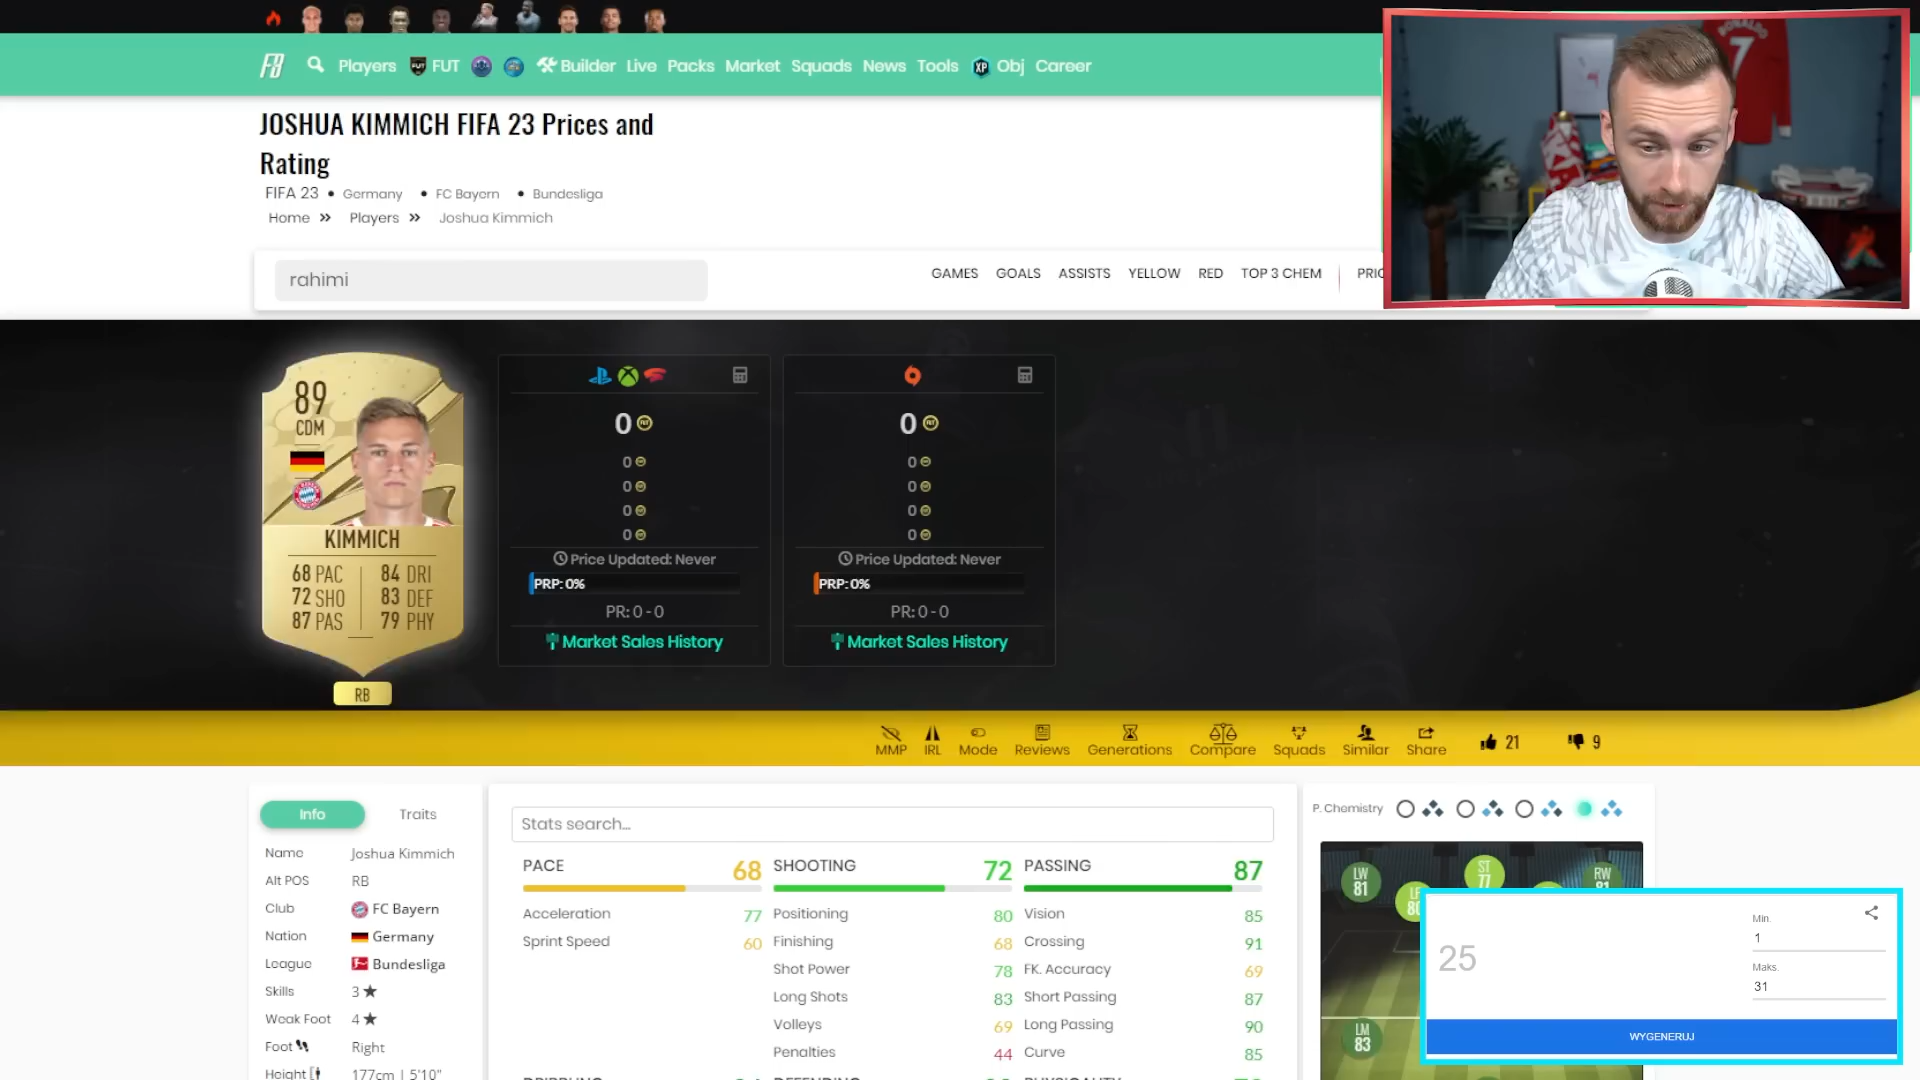 FB Players FUT Builder Live Packs Market Squads News Tools XP Obj Career
RONALDO
7
JOSHUA KIMMICH FIFA 23 Prices and
Rating
FIFA 23 • Germany • FC Bayern • Bundesliga
Home » Players » Joshua Kimmich
rahimi
GAMES GOALS ASSISTS YELLOW RED TOP 3 CHEM PRIC
89
CDM
KIMMICH
68 PAC 84 DRI
72 SHO 83 DEF
87 PAS 79 PHY
RB
0
0
0
0
0
Price Updated: Never
PRP: 0%
PR: 0 - 0
Market Sales History
0
0
0
0
0
Price Updated: Never
PRP: 0%
PR: 0 - 0
Market Sales History
MMP IRL Mode Reviews Generations Compare Squads Similar Share 21 9
Info Traits
Name Joshua Kimmich
Alt POS RB
Club FC Bayern
Nation Germany
League Bundesliga
Skills 3 ★
Weak Foot 4 ★
Foot Right
Height 177cm | 5'10"
Stats search...
PACE 68
Acceleration 77
Sprint Speed 60
SHOOTING 72
Positioning 80
Finishing 68
Shot Power 78
Long Shots 83
Volleys 69
Penalties 44
PASSING 87
Vision 85
Crossing 91
FK. Accuracy 69
Short Passing 87
Long Passing 90
Curve 85
P. Chemistry
LW
81
ST
77
RW
81
LF
80
LM
83
25
Min.
1
Maks.
31
WYGENERUJ